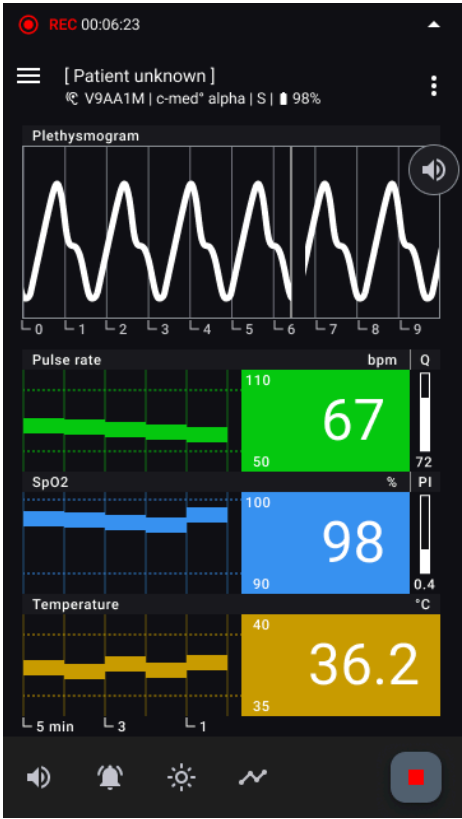 REC 00:06:23
[ Patient unknown ]
V9AA1M | c-med° alpha | S | 98%
Plethysmogram
0 1 2 3 4 5 6 7 8 9
Pulse rate bpm Q
110
67
50
72
SpO2 % PI
100
98
90
0.4
Temperature °C
40
36.2
35
5 min 3 1